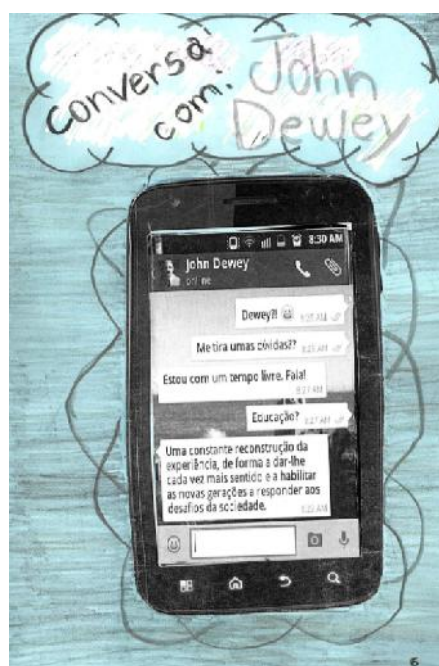 Conversa
com:
John
Dewey
8:30 AM
John Dewey
online
Dewey?!
Me tira umas dúvidas??
Estou com um tempo livre. Fala!
Educação?
Uma constante reconstrução da
experiência, de forma a dar-lhe
cada vez mais sentido e a habilitar
as novas gerações a responder aos
desafios da sociedade.
6